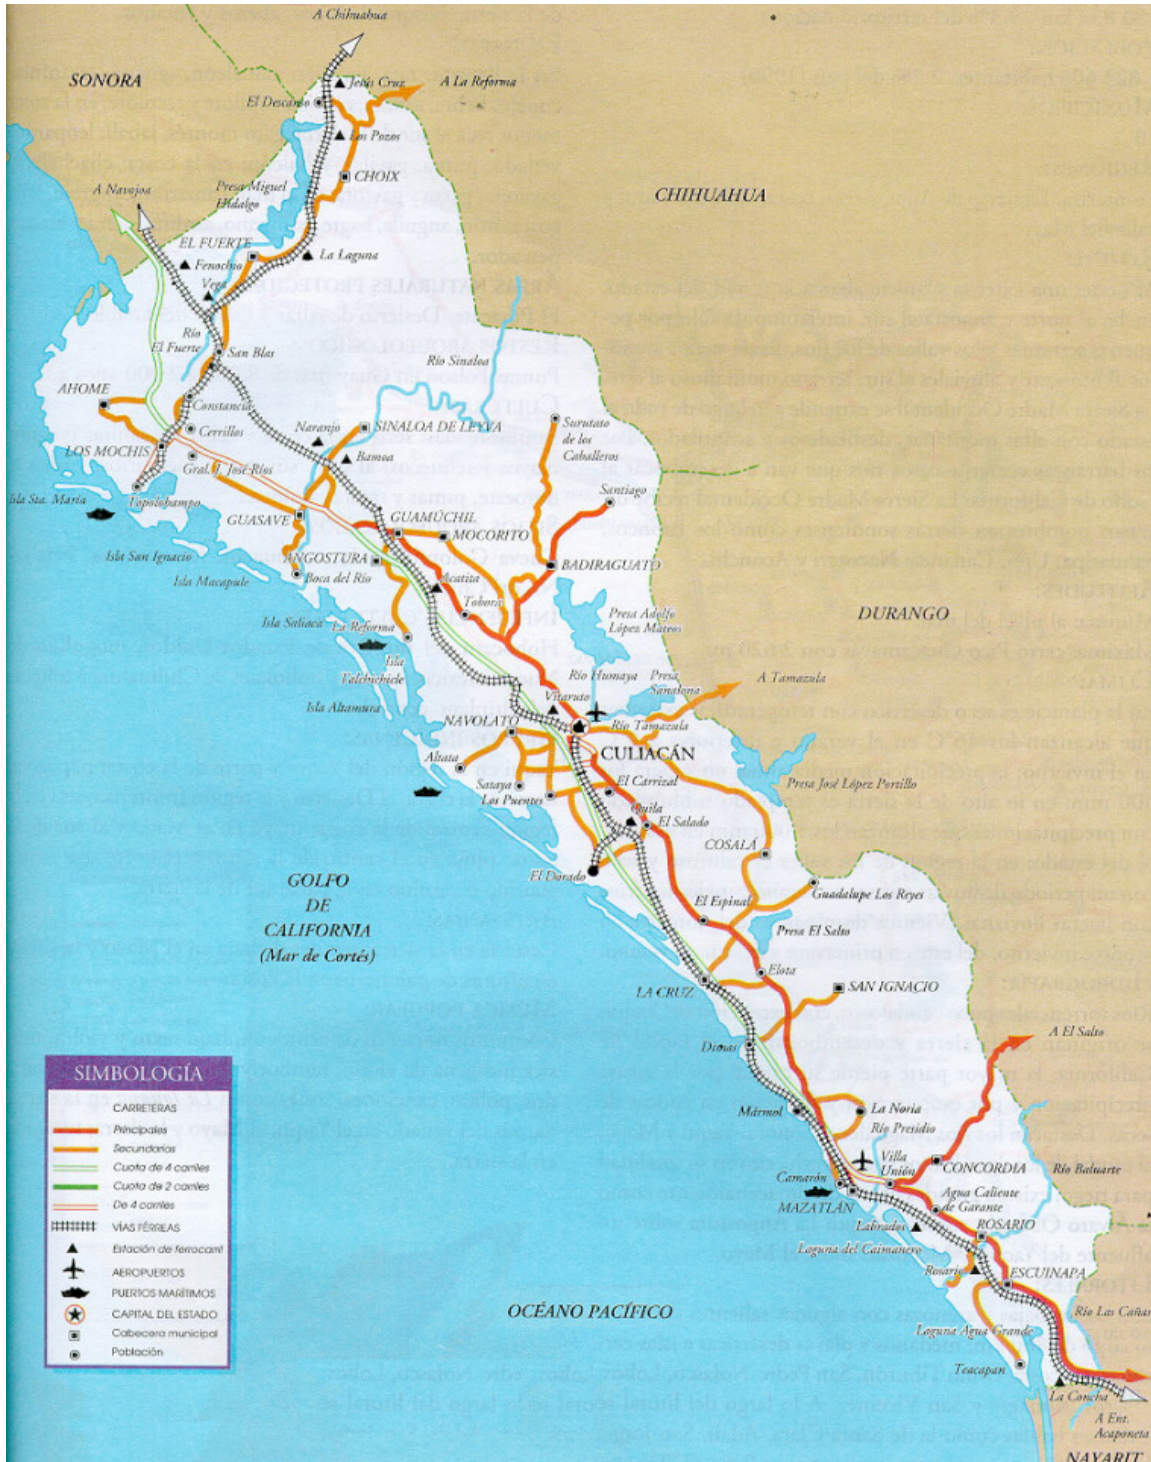 A Chihuahua
SONORA
Jesús Cruz
A La Reforma
El Descanso
Los Pozos
CHOIX
Presa Miguel
Hidalgo
A Navojoa
CHIHUAHUA
EL FUERTE
Fenochio
La Laguna
Vega
Río
El Fuerte
San Blas
Río Sinaloa
AHOME
Constancia
Cerrillos
Naranjo
SINALOA DE LEYVA
Surutato
de los
Caballeros
LOS MOCHIS
Bamoa
Gral. J. José Ríos
Santiago
Isla Sta. María
Topolobampo
GUASAVE
GUAMÚCHIL
MOCORITO
Isla San Ignacio
ANGOSTURA
BADIRAGUATO
Isla Macapule
Boca del Río
Acatita
Tobora
Presa Adolfo
López Mateos
DURANGO
Isla Saliaca
La Reforma
Isla
Talchichicle
Río Humaya
Presa
Sanalona
A Tamazula
Isla Altamura
Vitaruto
NAVOLATO
Río Tamazula
CULIACÁN
Altata
Sataya
El Carrizal
Presa José López Portillo
Los Puentes
Quila
El Salado
COSALÁ
El Dorado
Guadalupe Los Reyes
GOLFO
DE
CALIFORNIA
(Mar de Cortés)
El Espinal
Presa El Salto
Elota
LA CRUZ
SAN IGNACIO
Dimas
A El Salto
Mármol
La Noria
Río Presidio
Villa
Unión
CONCORDIA
Río Baluarte
Camarón
MAZATLÁN
Agua Caliente
de Garante
Labrados
ROSARIO
Laguna del Caimanero
Rosario
ESCUINAPA
OCÉANO PACÍFICO
Río Las Cañas
Laguna Agua Grande
Teacapan
La Concha
A Ent.
Acaponeta
NAYARIT
SIMBOLOGÍA
CARRETERAS
Principales
Secundarias
Cuota de 4 carriles
Cuota de 2 carriles
De 4 carriles
VÍAS FÉRREAS
Estación de ferrocarril
AEROPUERTOS
PUERTOS MARÍTIMOS
CAPITAL DEL ESTADO
Cabecera municipal
Población